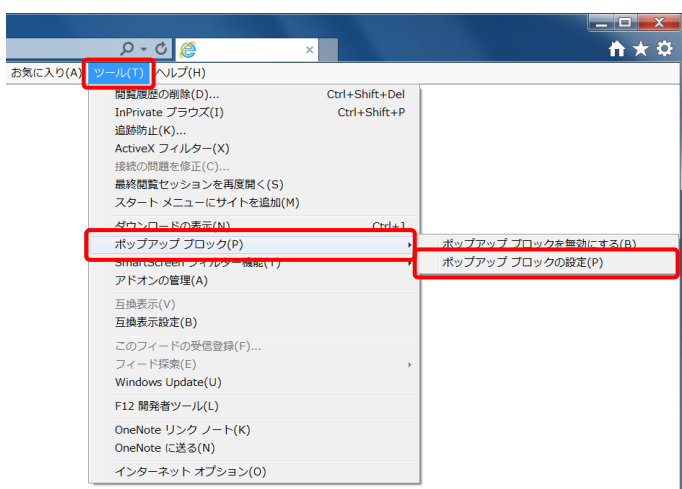 お気に入り(A) ツール(T) ヘルプ(H)
閲覧履歴の削除(D)... Ctrl+Shift+Del
InPrivate ブラウズ(I) Ctrl+Shift+P
追跡防止(K)...
ActiveX フィルター(X)
接続の問題を修正(C)...
最終閲覧セッションを再度開く(S)
スタート メニューにサイトを追加(M)
ダウンロードの表示(N) Ctrl+J
ポップアップ ブロック(P)
ポップアップ ブロックを無効にする(B)
SmartScreen フィルター機能(T)
ポップアップ ブロックの設定(P)
アドオンの管理(A)
互換表示(V)
互換表示設定(B)
このフィードの受信登録(F)...
フィード探索(E)
Windows Update(U)
F12 開発者ツール(L)
OneNote リンク ノート(K)
OneNote に送る(N)
インターネット オプション(O)